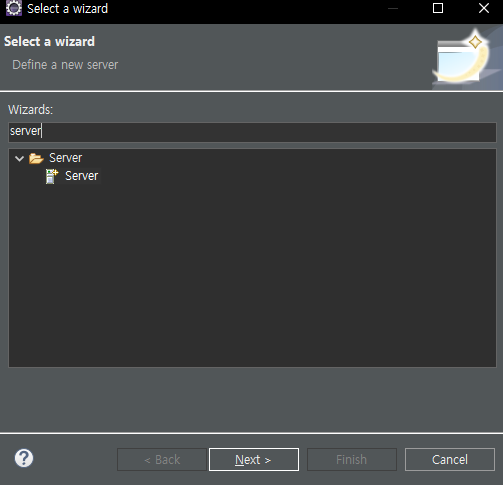 Select a wizard
Select a wizard
Define a new server
Wizards:
server
Server
Server
?
< Back
Next >
Finish
Cancel